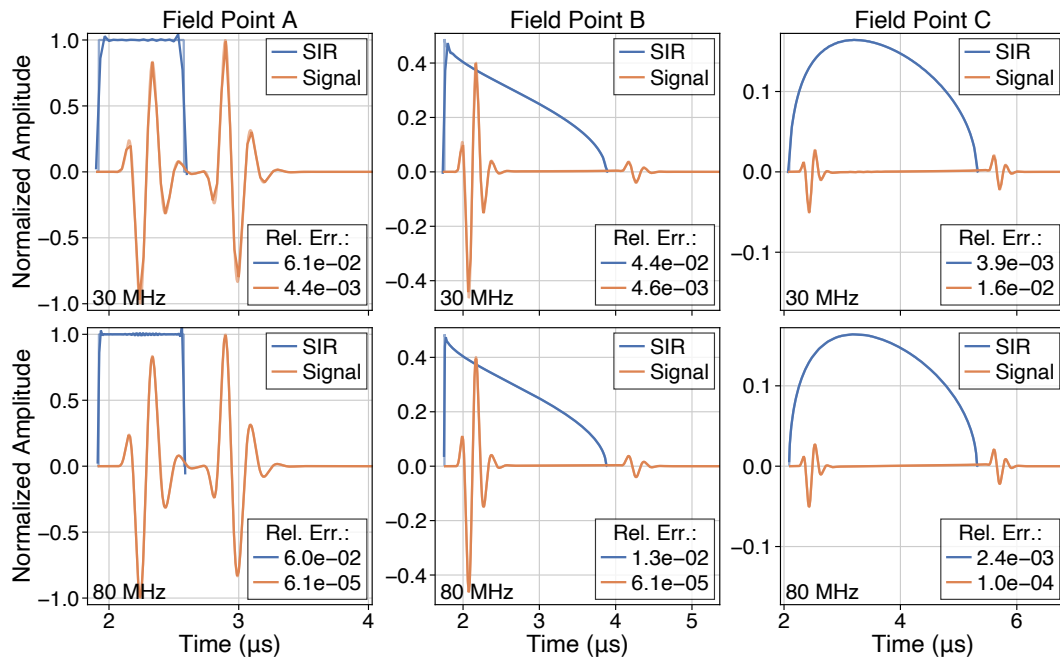 Field Point A
Field Point B
Field Point C
Normalized Amplitude
1.0
0.5
0.0
−0.5
−1.0
SIR
Signal
Rel. Err.:
6.1e−02
4.4e−03
30 MHz
0.4
0.2
0.0
−0.2
−0.4
SIR
Signal
Rel. Err.:
4.4e−02
4.6e−03
30 MHz
0.1
0.0
−0.1
SIR
Signal
Rel. Err.:
3.9e−03
1.6e−02
30 MHz
Normalized Amplitude
1.0
0.5
0.0
−0.5
−1.0
SIR
Signal
Rel. Err.:
6.0e−02
6.1e−05
80 MHz
2
3
4
Time (μs)
0.4
0.2
0.0
−0.2
−0.4
SIR
Signal
Rel. Err.:
1.3e−02
6.1e−05
80 MHz
2
3
4
5
Time (μs)
0.1
0.0
−0.1
SIR
Signal
Rel. Err.:
2.4e−03
1.0e−04
80 MHz
2
4
6
Time (μs)